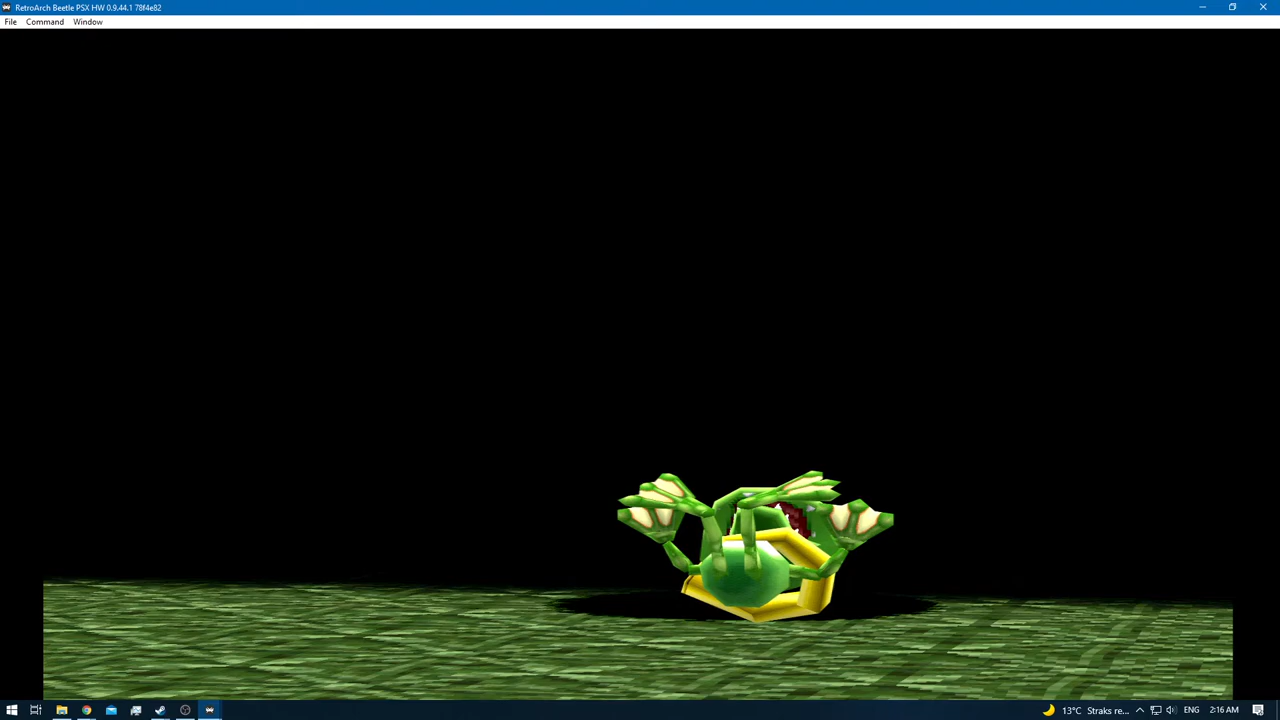 RetroArch Beetle PSX HW 0.9.44.1 78f4e82
File Command Window
13°C Straks re... ENG 2:16 AM